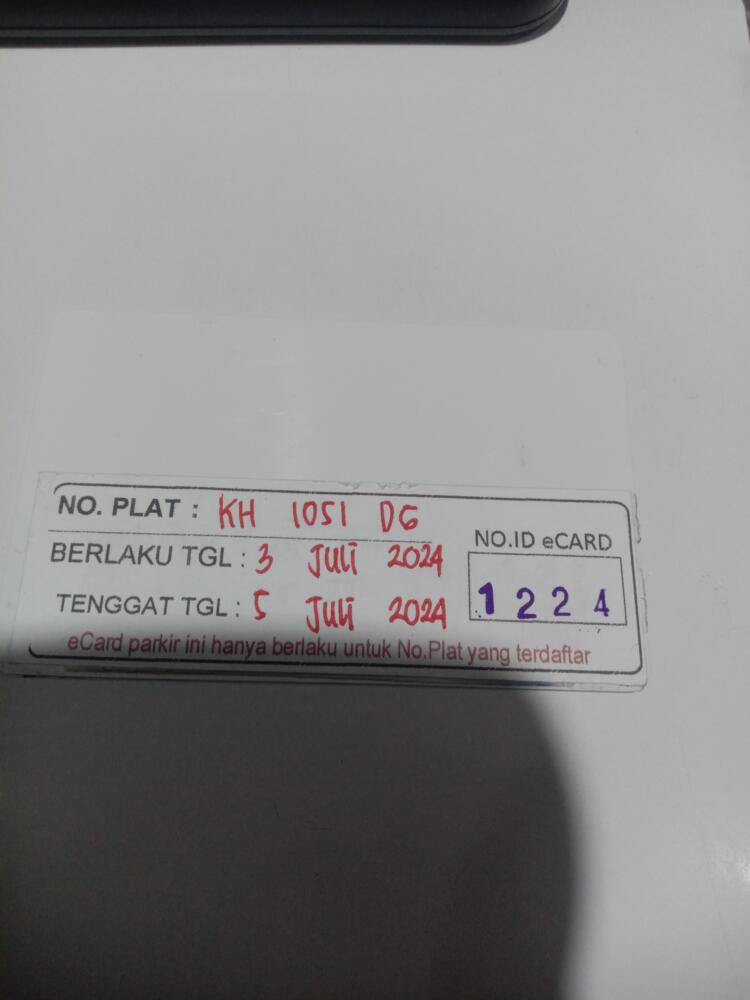 NO. PLAT : KH 1051 DG
BERLAKU TGL : 3 Juli 2024
TENGGAT TGL : 5 Juli 2024
NO.ID eCARD
1224
eCard parkir ini hanya berlaku untuk No.Plat yang terdaftar